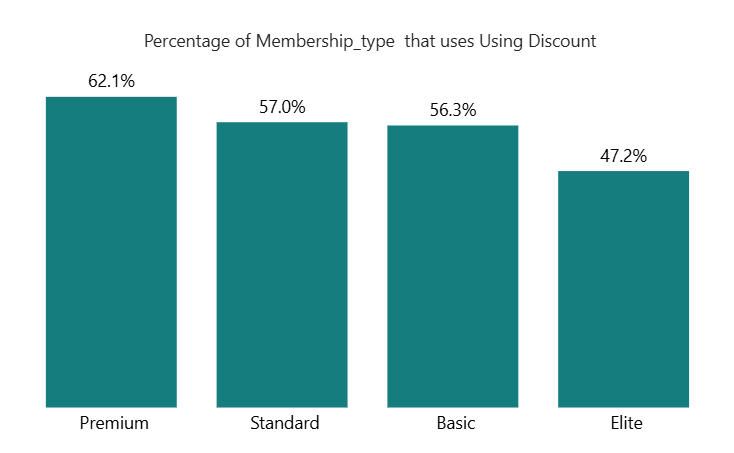 Percentage of Membership_type  that uses Using Discount
62.1%
57.0%
56.3%
47.2%
Premium
Standard
Basic
Elite